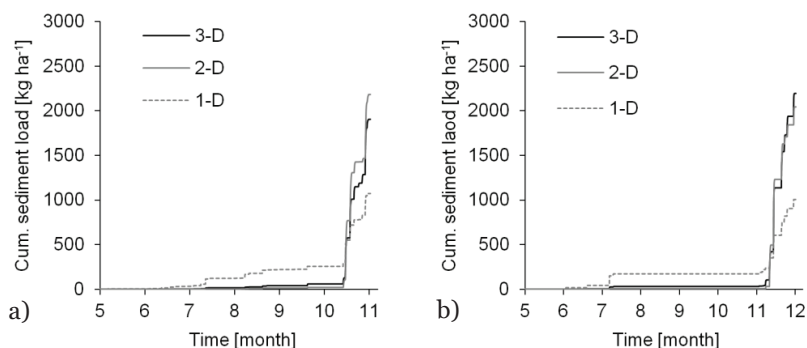 3000
2500
2000
1500
1000
500
0
Cum. sediment load [kg ha⁻¹]
3-D
2-D
1-D
5 6 7 8 9 10 11
Time [month]
a)
3000
2500
2000
1500
1000
500
0
Cum. sediment laod [kg ha⁻¹]
3-D
2-D
1-D
5 6 7 8 9 10 11 12
Time [month]
b)